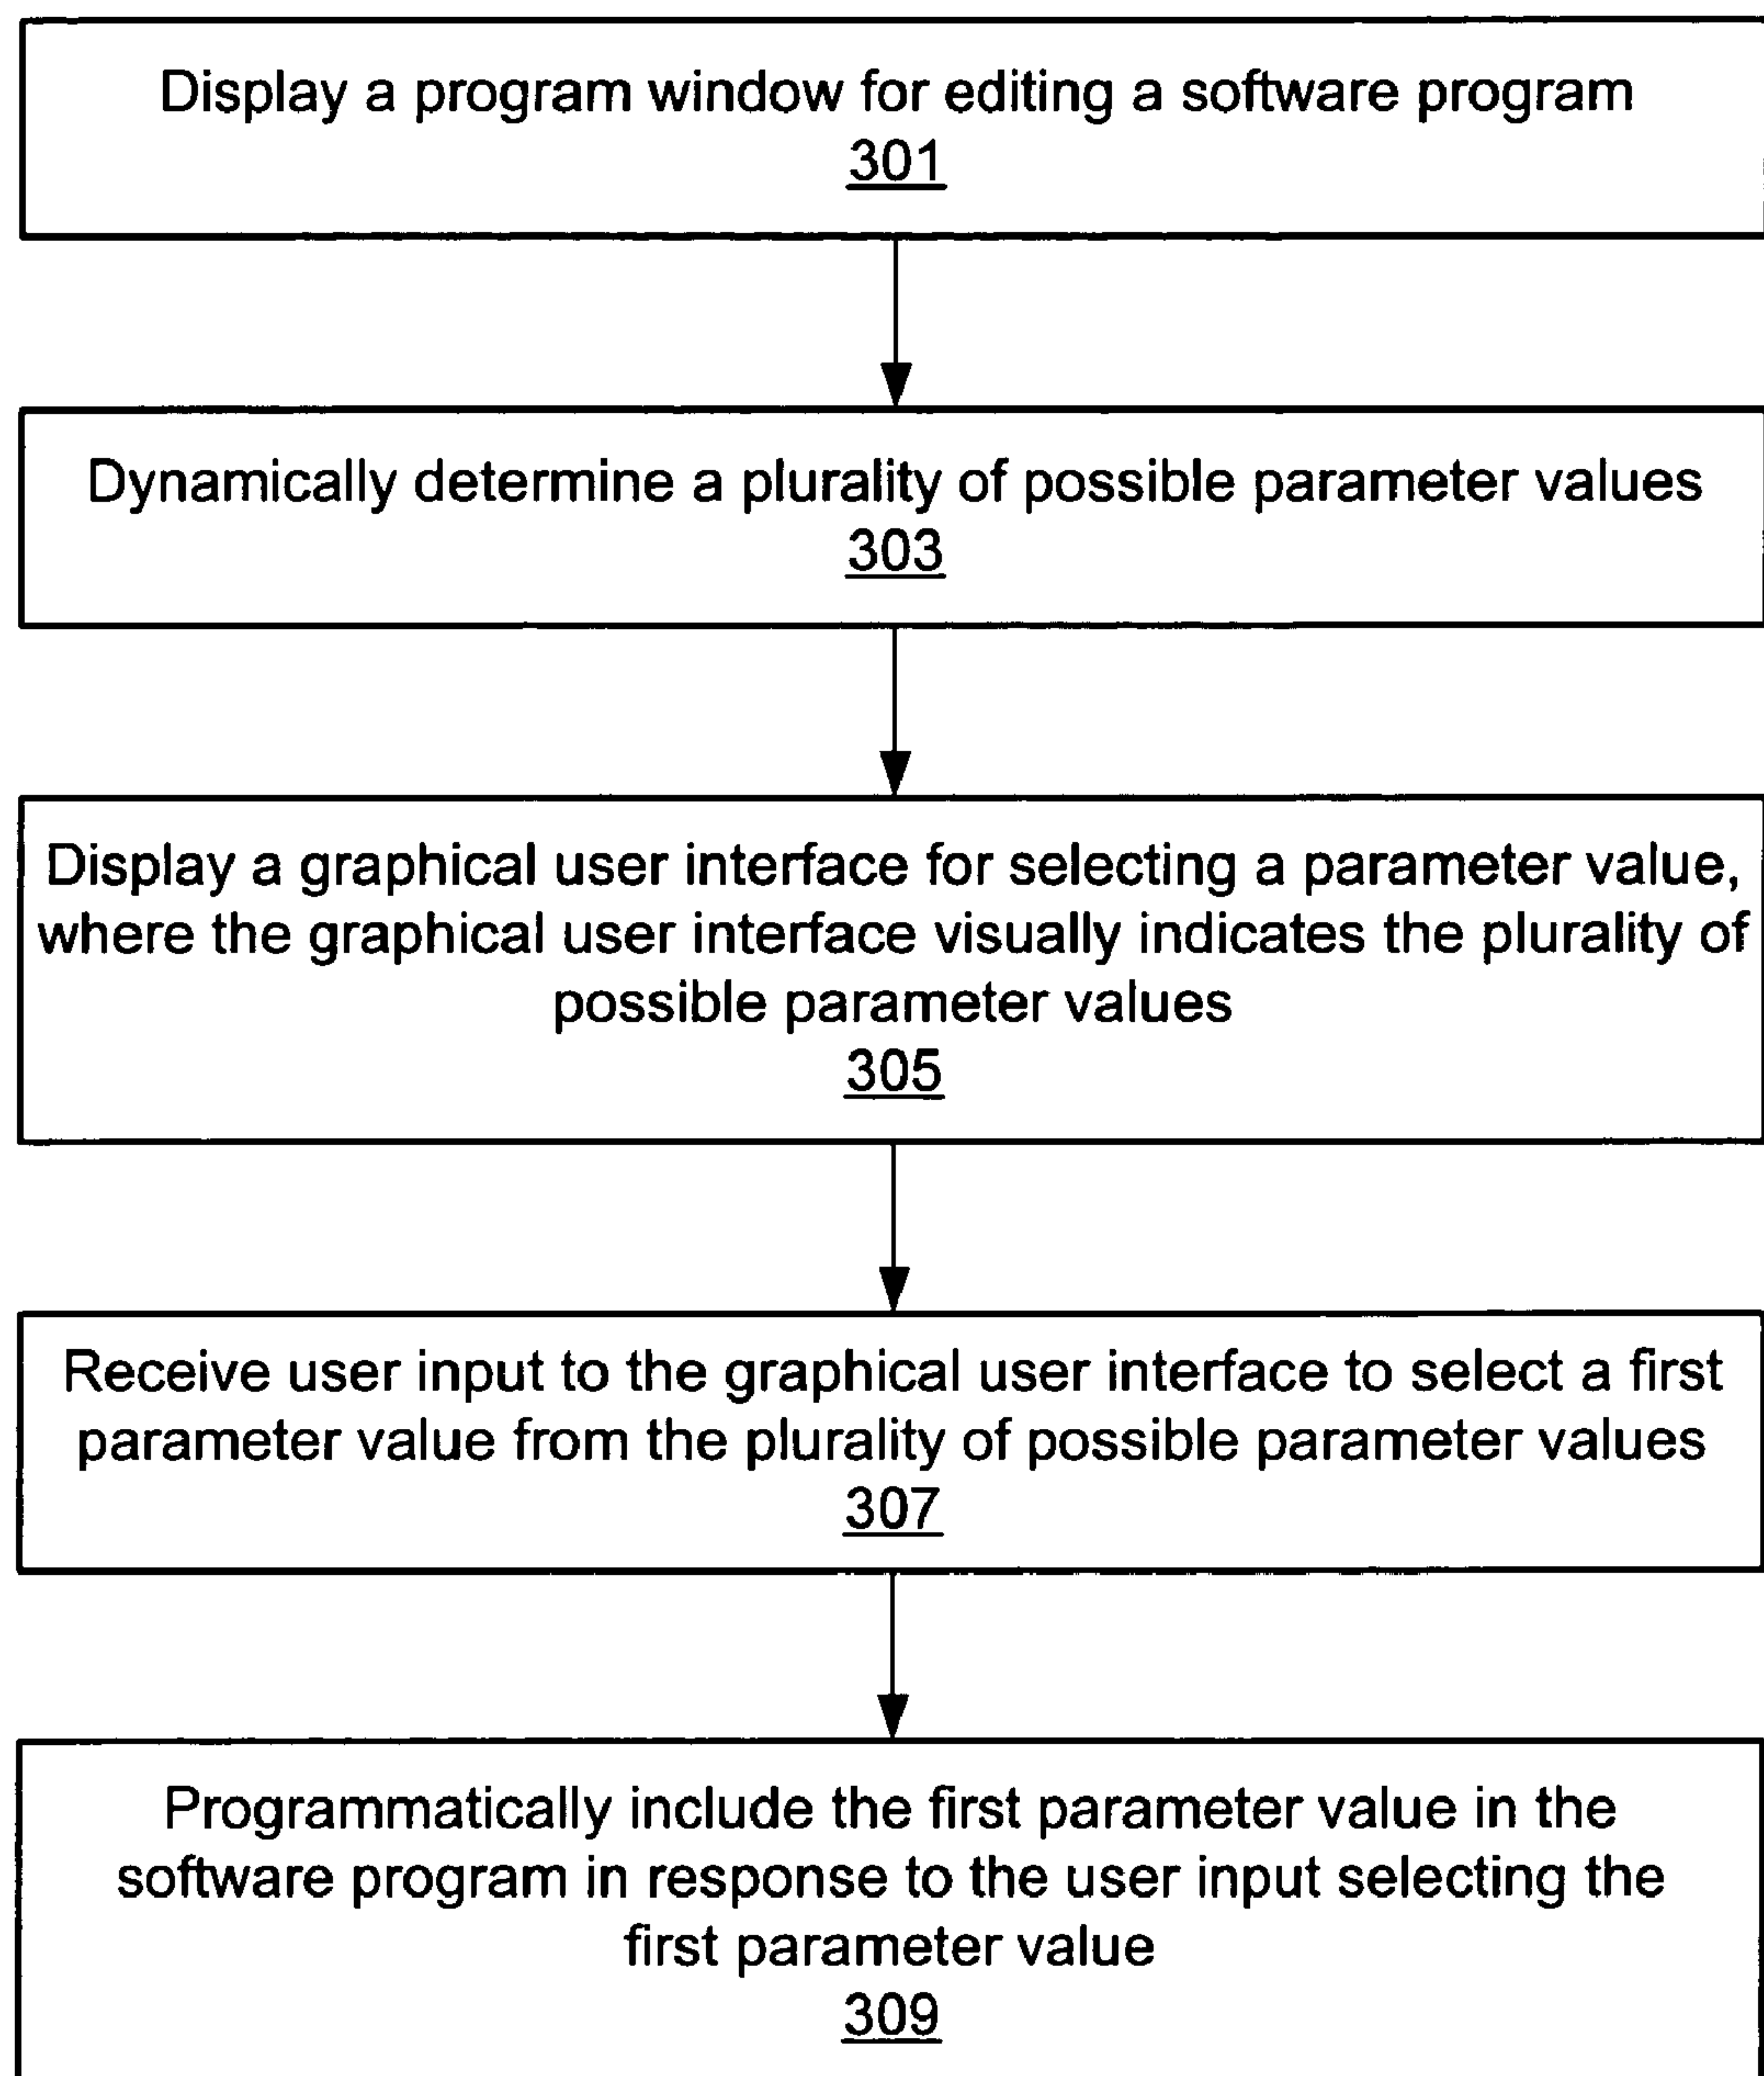 Display a program window for editing a software program
301
Dynamically determine a plurality of possible parameter values
303
Display a graphical user interface for selecting a parameter value,
where the graphical user interface visually indicates the plurality of
possible parameter values
305
Receive user input to the graphical user interface to select a first
parameter value from the plurality of possible parameter values
307
Programmatically include the first parameter value in the
software program in response to the user input selecting the
first parameter value
309